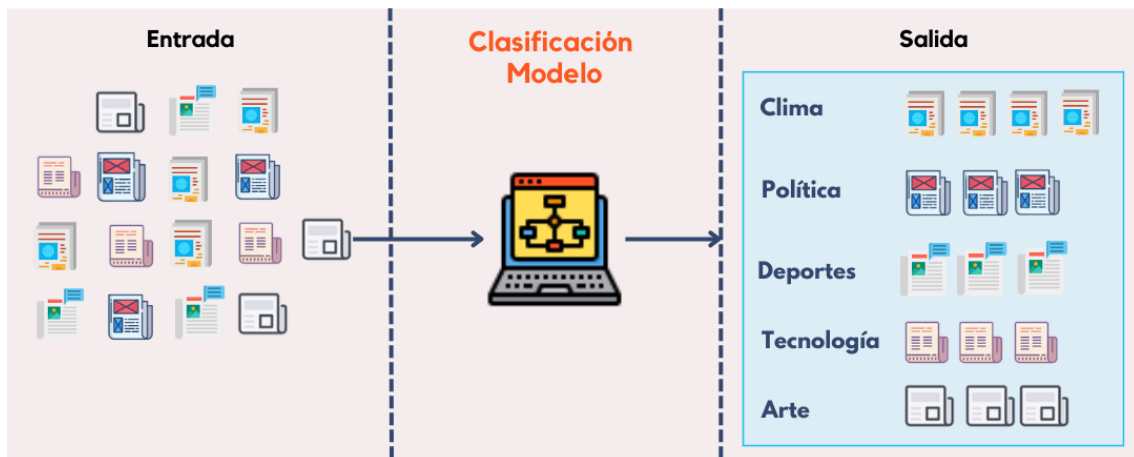 Entrada
Clasificación
Modelo
Salida
Clima
Política
Deportes
Tecnología
Arte